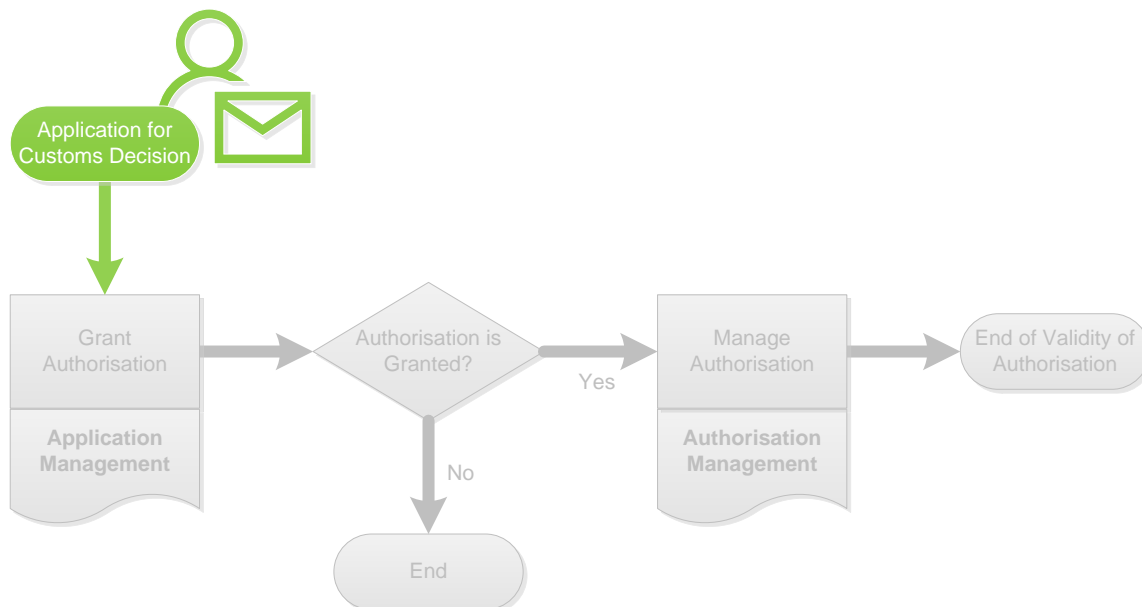 Application for
Customs Decision
Grant
Authorisation
Application
Management
Authorisation is
Granted?
Yes
No
End
Manage
Authorisation
Authorisation
Management
End of Validity of
Authorisation